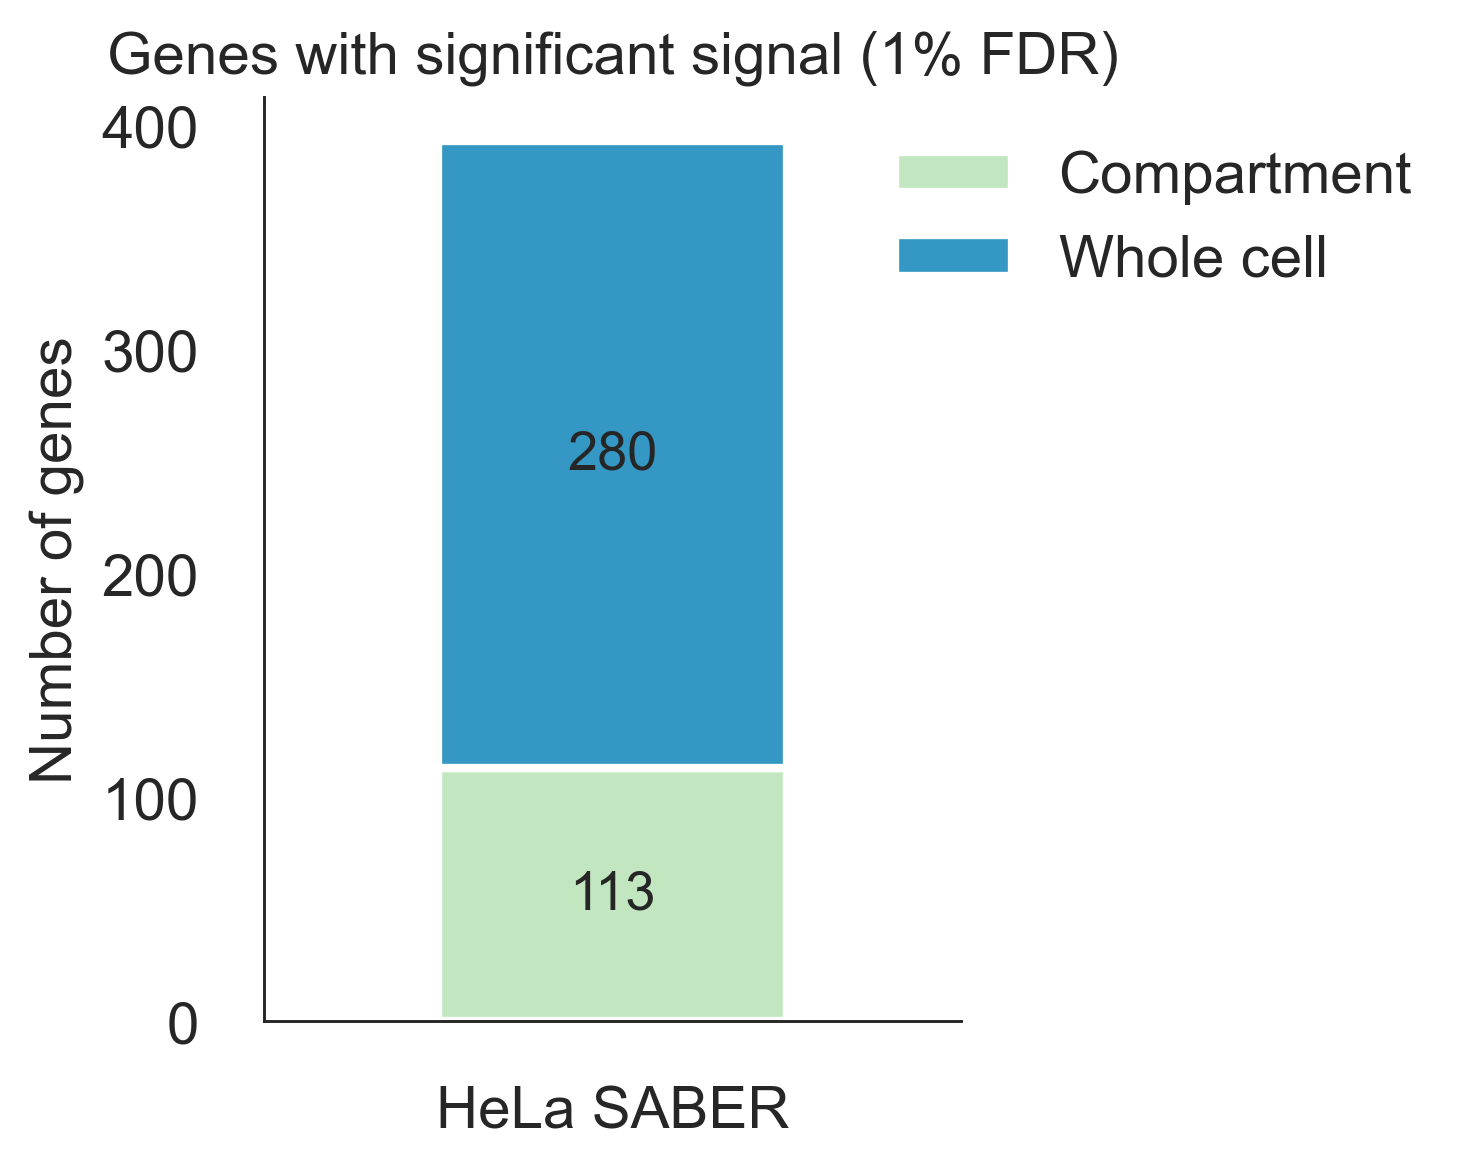 Genes with significant signal (1% FDR)
400
300
200
100
0
Number of genes
280
113
Compartment
Whole cell
HeLa SABER